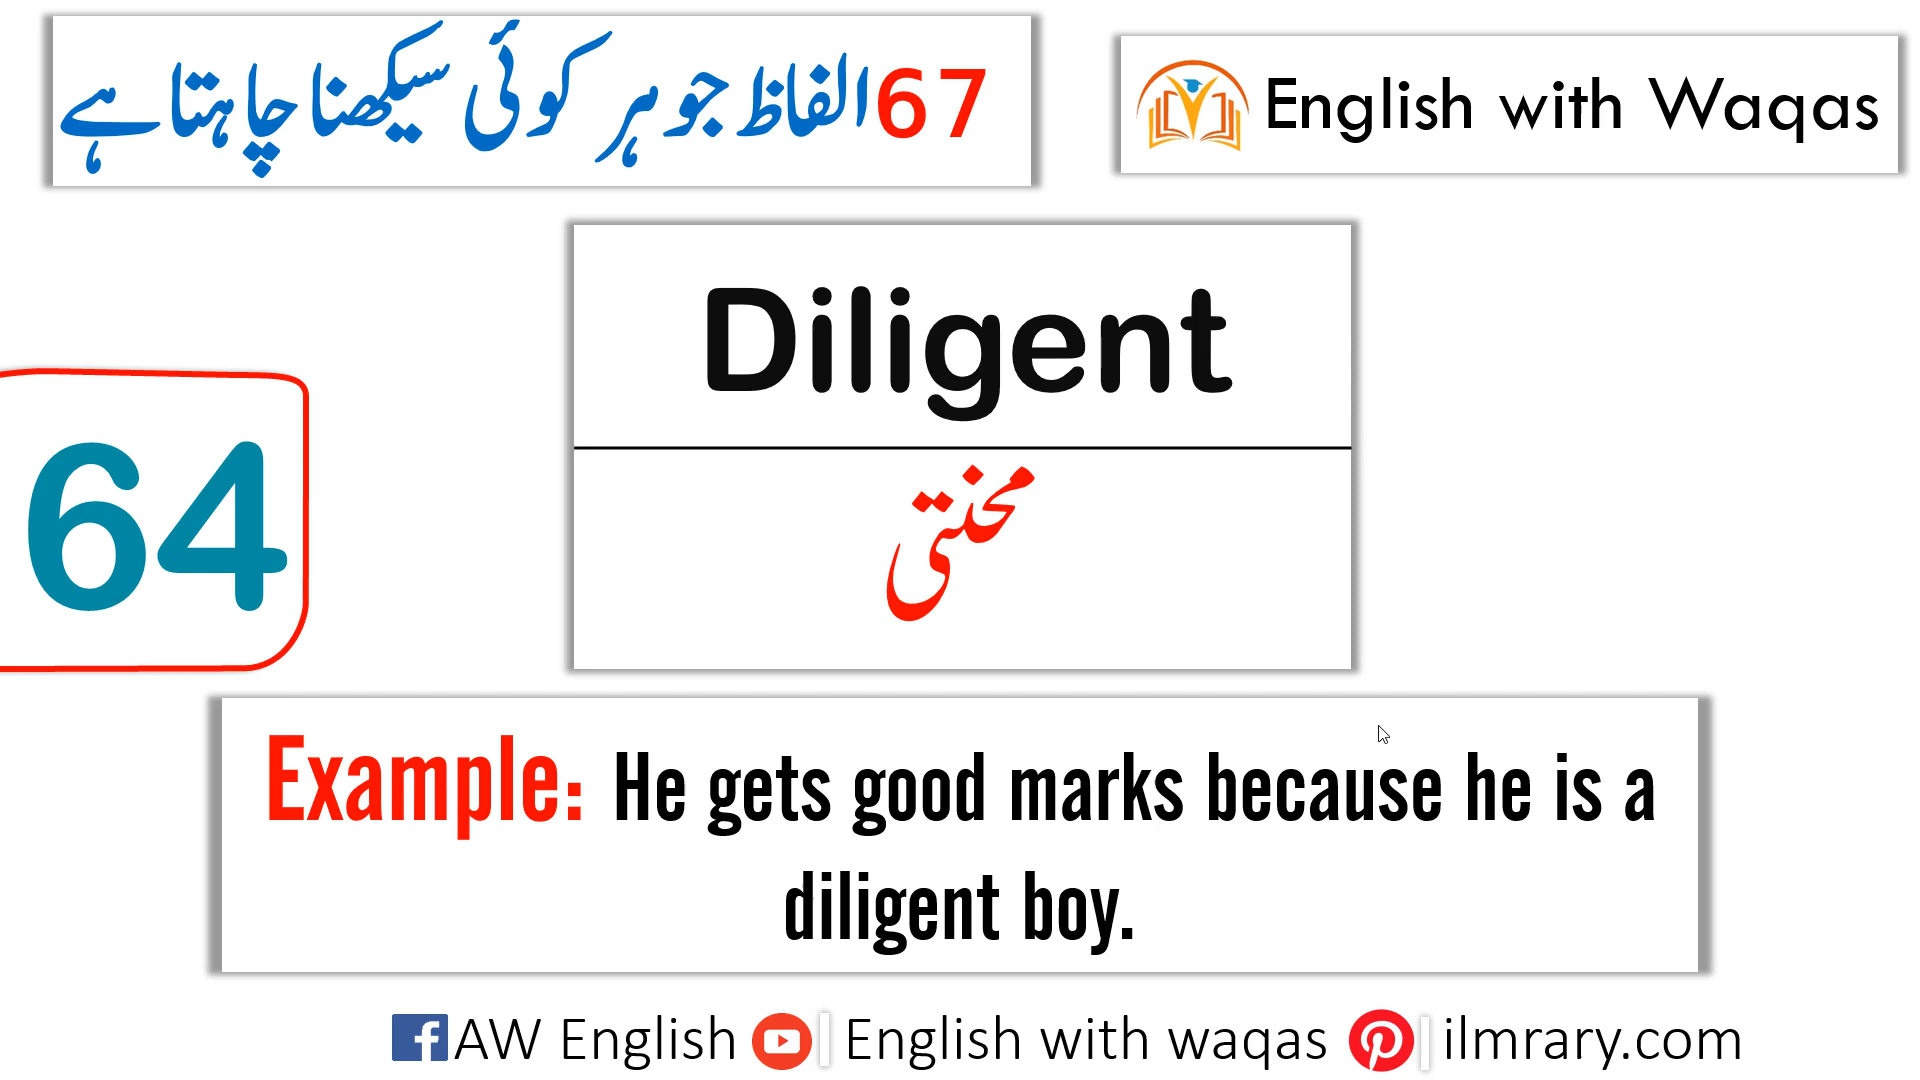 67 الفاظ جو ہر کوئی سیکھنا چاہتا ہے
English with Waqas
Diligent
محنتی
64
Example: He gets good marks because he is a
diligent boy.
AW English | English with waqas | ilmrary.com